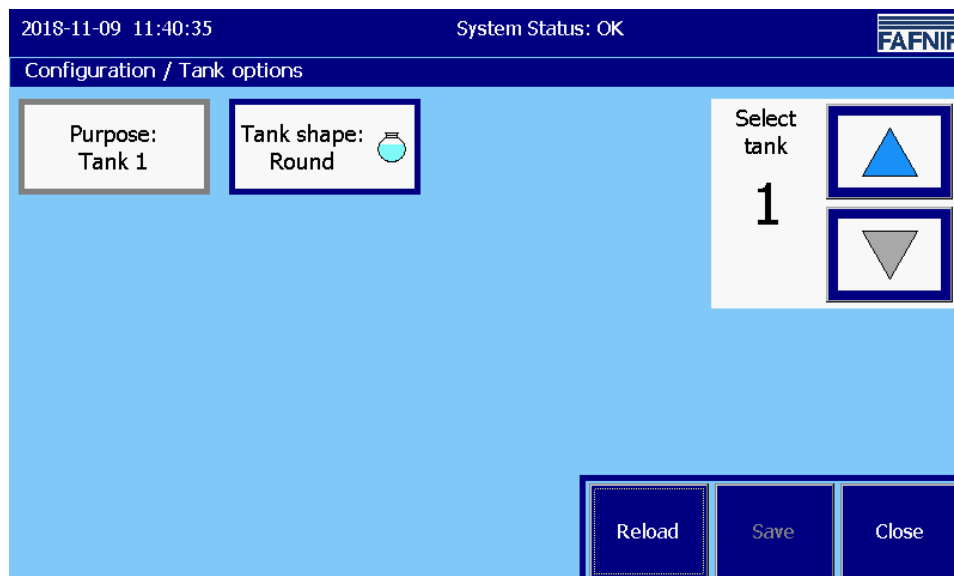 2018-11-09 11:40:35 System Status: OK FAFNIR
Configuration / Tank options
Purpose:
Tank 1
Tank shape:
Round
Select
tank
1
Reload Save Close